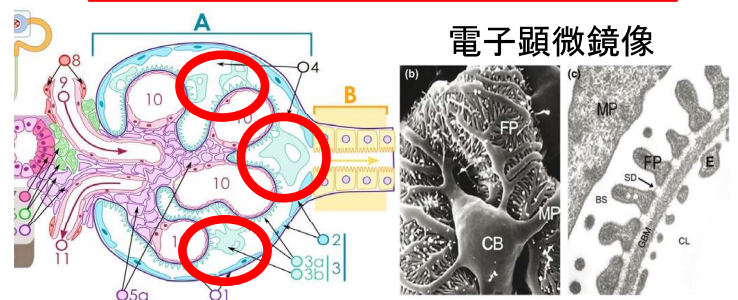 電子顕微鏡像
A
B
8
9
10
10
10
1
11
4
2
3a
3b
3
5a
1
(b)
FP
MP
CB
(c)
MP
FP
SD
E
BS
GBM
CL